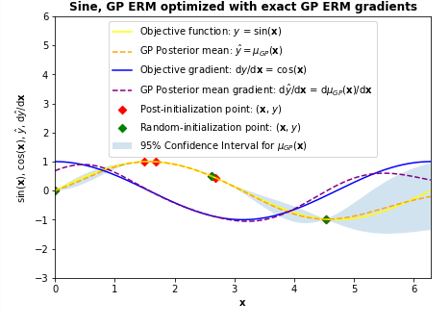 Sine, GP ERM optimized with exact GP ERM gradients
6
5
4
3
2
1
0
−1
−2
−3
sin(x), cos(x), ŷ, dŷ/dx
Objective function: y = sin(x)
GP Posterior mean: ŷ = μGP(x)
Objective gradient: dy/dx = cos(x)
GP Posterior mean gradient: dŷ/dx = dμGP(x)/dx
Post-initialization point: (x, y)
Random-initialization point: (x, y)
95% Confidence Interval for μGP(x)
0 1 2 3 4 5 6
x